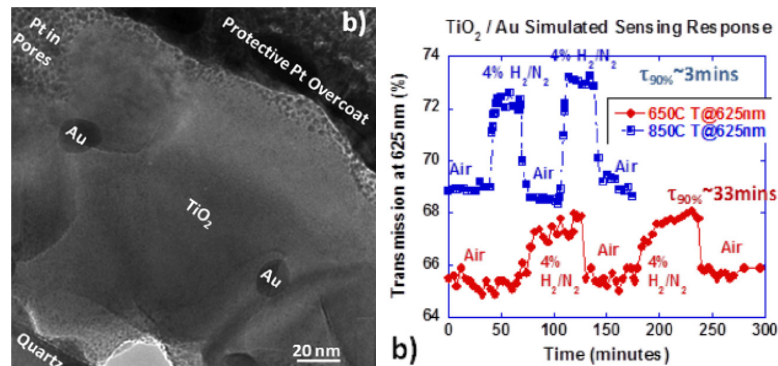 b)
Pt in
Pores
Protective Pt Overcoat
Au
TiO₂
Au
Quartz
20 nm
TiO₂ / Au Simulated Sensing Response
74
72
70
68
66
64
Transmission at 625nm (%)
4% H₂/N₂
4% H₂/N₂
τ90%~3mins
650C T@625nm
850C T@625nm
Air
Air
Air
τ90%~33mins
Air
Air
Air
4%
H₂/N₂
4%
H₂/N₂
0 50 100 150 200 250 300
b)
Time (minutes)